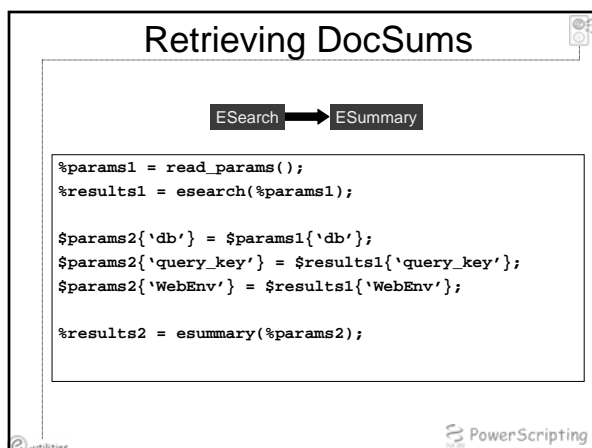 Retrieving DocSums
ESearch ESummary
%params1 = read_params();
%results1 = esearch(%params1);
$params2{‘db’} = $params1{‘db’};
$params2{‘query_key’} = $results1{‘query_key’};
$params2{‘WebEnv’} = $results1{‘WebEnv’};
%results2 = esummary(%params2);
PowerScripting